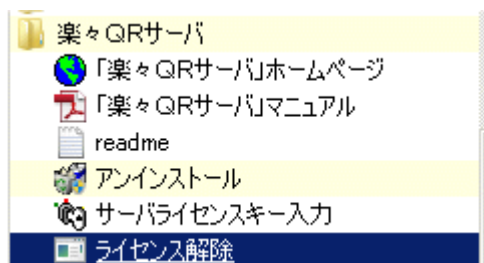 楽々QRサーバ
「楽々QRサーバ」ホームページ
「楽々QRサーバ」マニュアル
readme
アンインストール
サーバライセンスキー入力
ライセンス解除